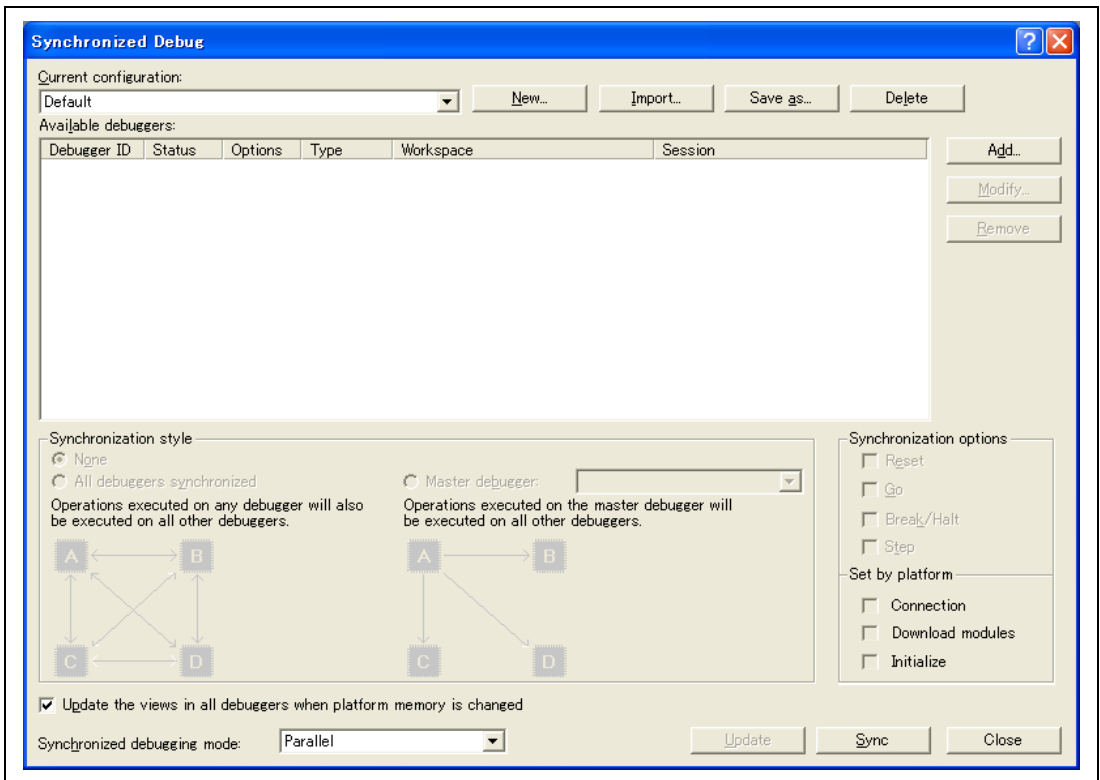 Synchronized Debug
Current configuration:
Default New... Import... Save as... Delete
Available debuggers:
Debugger ID Status Options Type Workspace Session
Add...
Modify...
Remove
Synchronization style
None
All debuggers synchronized
Operations executed on any debugger will also
be executed on all other debuggers.
A B
C D
Master debugger:
Operations executed on the master debugger will
be executed on all other debuggers.
A B
C D
Synchronization options
Reset
Go
Break/Halt
Step
Set by platform
Connection
Download modules
Initialize
Update the views in all debuggers when platform memory is changed
Synchronized debugging mode: Parallel Update Sync Close